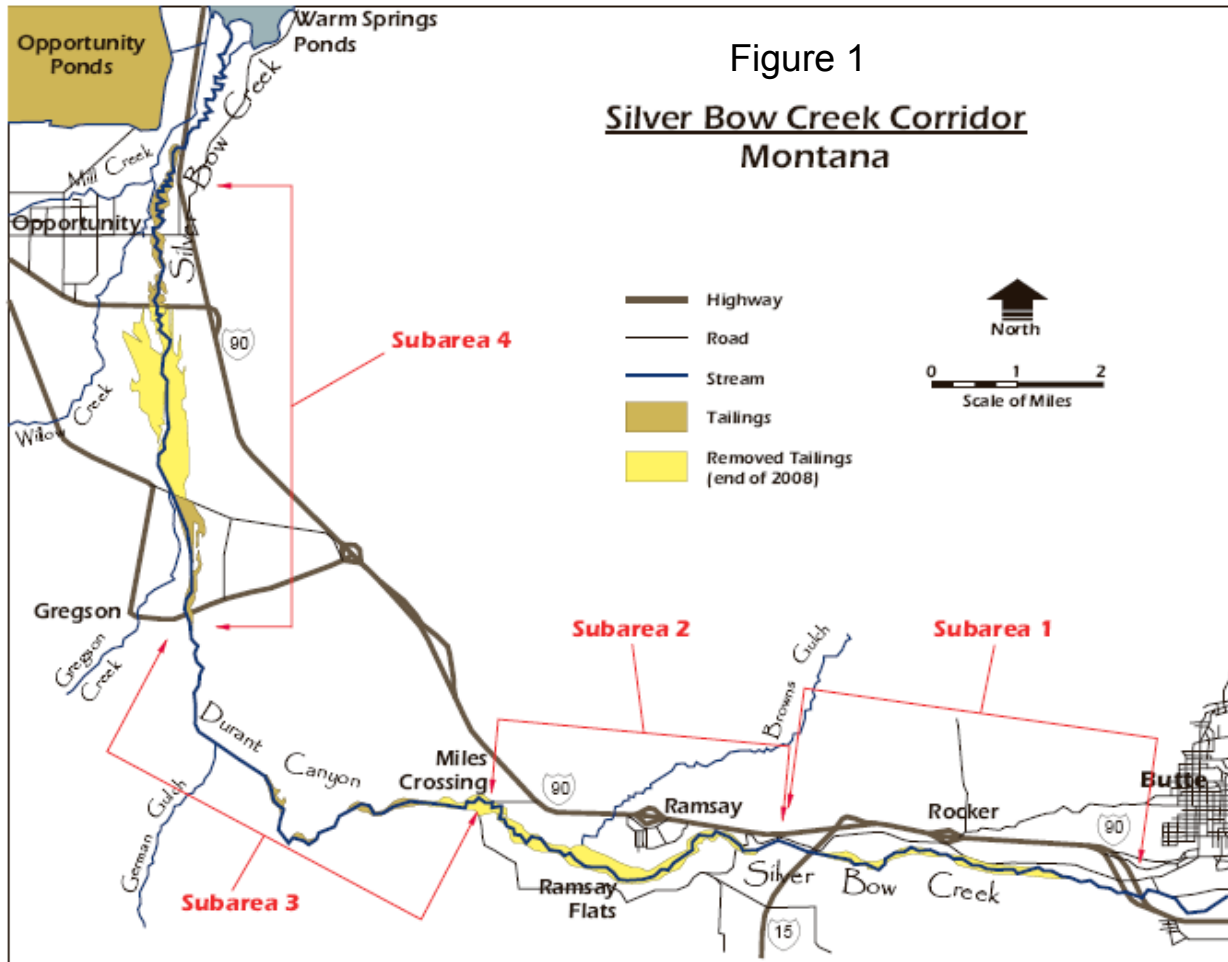 Figure 1
Silver Bow Creek Corridor
Montana
Opportunity
Ponds
Warm Springs
Ponds
Silver Bow Creek
Mill Creek
Opportunity
90
Subarea 4
Willow Creek
Highway
Road
Stream
Tailings
Removed Tailings
(end of 2008)
North
0 1 2
Scale of Miles
Gregson
Gregson
Creek
Subarea 2
Subarea 1
Browns Gulch
Durant
Canyon
Miles
Crossing
90
Ramsay
Rocker
Butte
90
German Gulch
Subarea 3
Ramsay
Flats
Silver Bow Creek
15